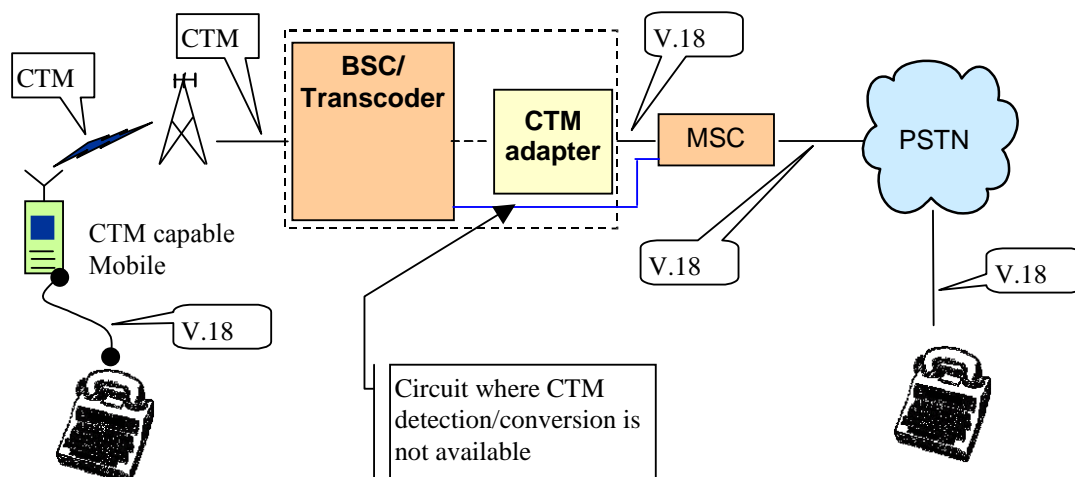 CTM
CTM
V.18
BSC/
Transcoder
CTM
adapter
MSC
PSTN
CTM capable
Mobile
V.18
V.18
V.18
Circuit where CTM
detection/conversion is
not available